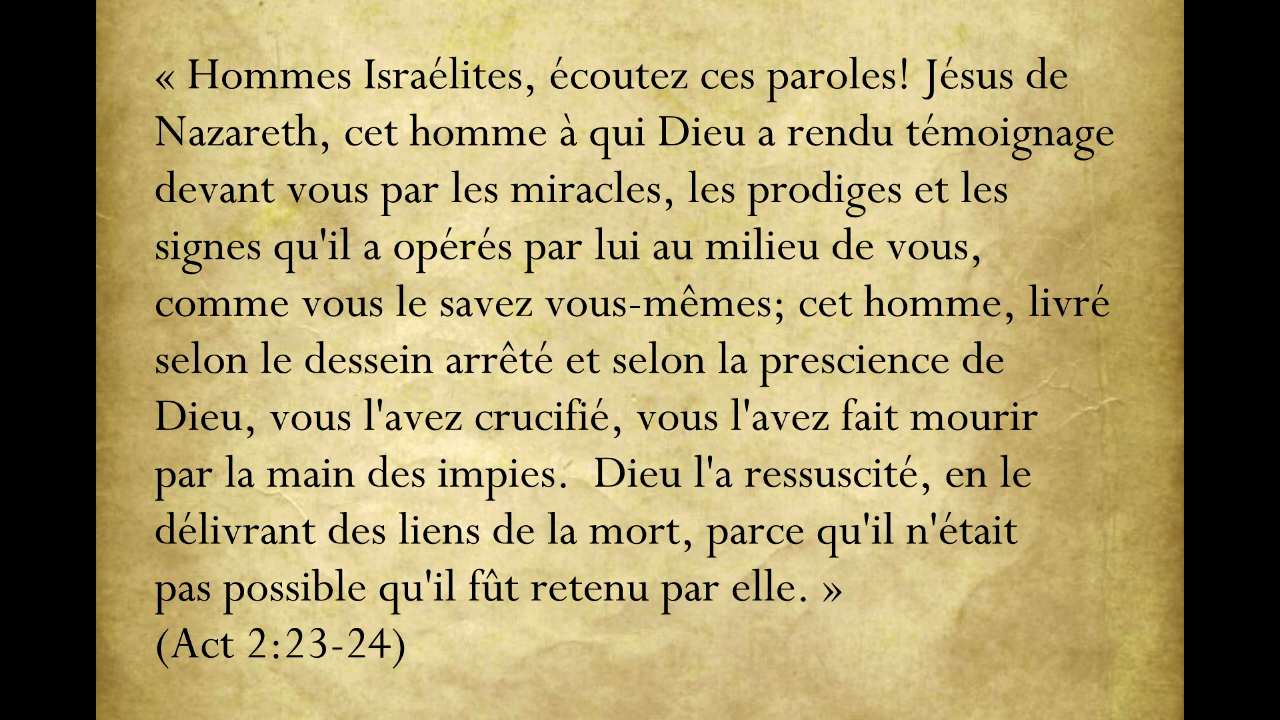 « Hommes Israélites, écoutez ces paroles! Jésus de
Nazareth, cet homme à qui Dieu a rendu témoignage
devant vous par les miracles, les prodiges et les
signes qu'il a opérés par lui au milieu de vous,
comme vous le savez vous-mêmes; cet homme, livré
selon le dessein arrêté et selon la prescience de
Dieu, vous l'avez crucifié, vous l'avez fait mourir
par la main des impies.  Dieu l'a ressuscité, en le
délivrant des liens de la mort, parce qu'il n'était
pas possible qu'il fût retenu par elle. »
(Act 2:23-24)